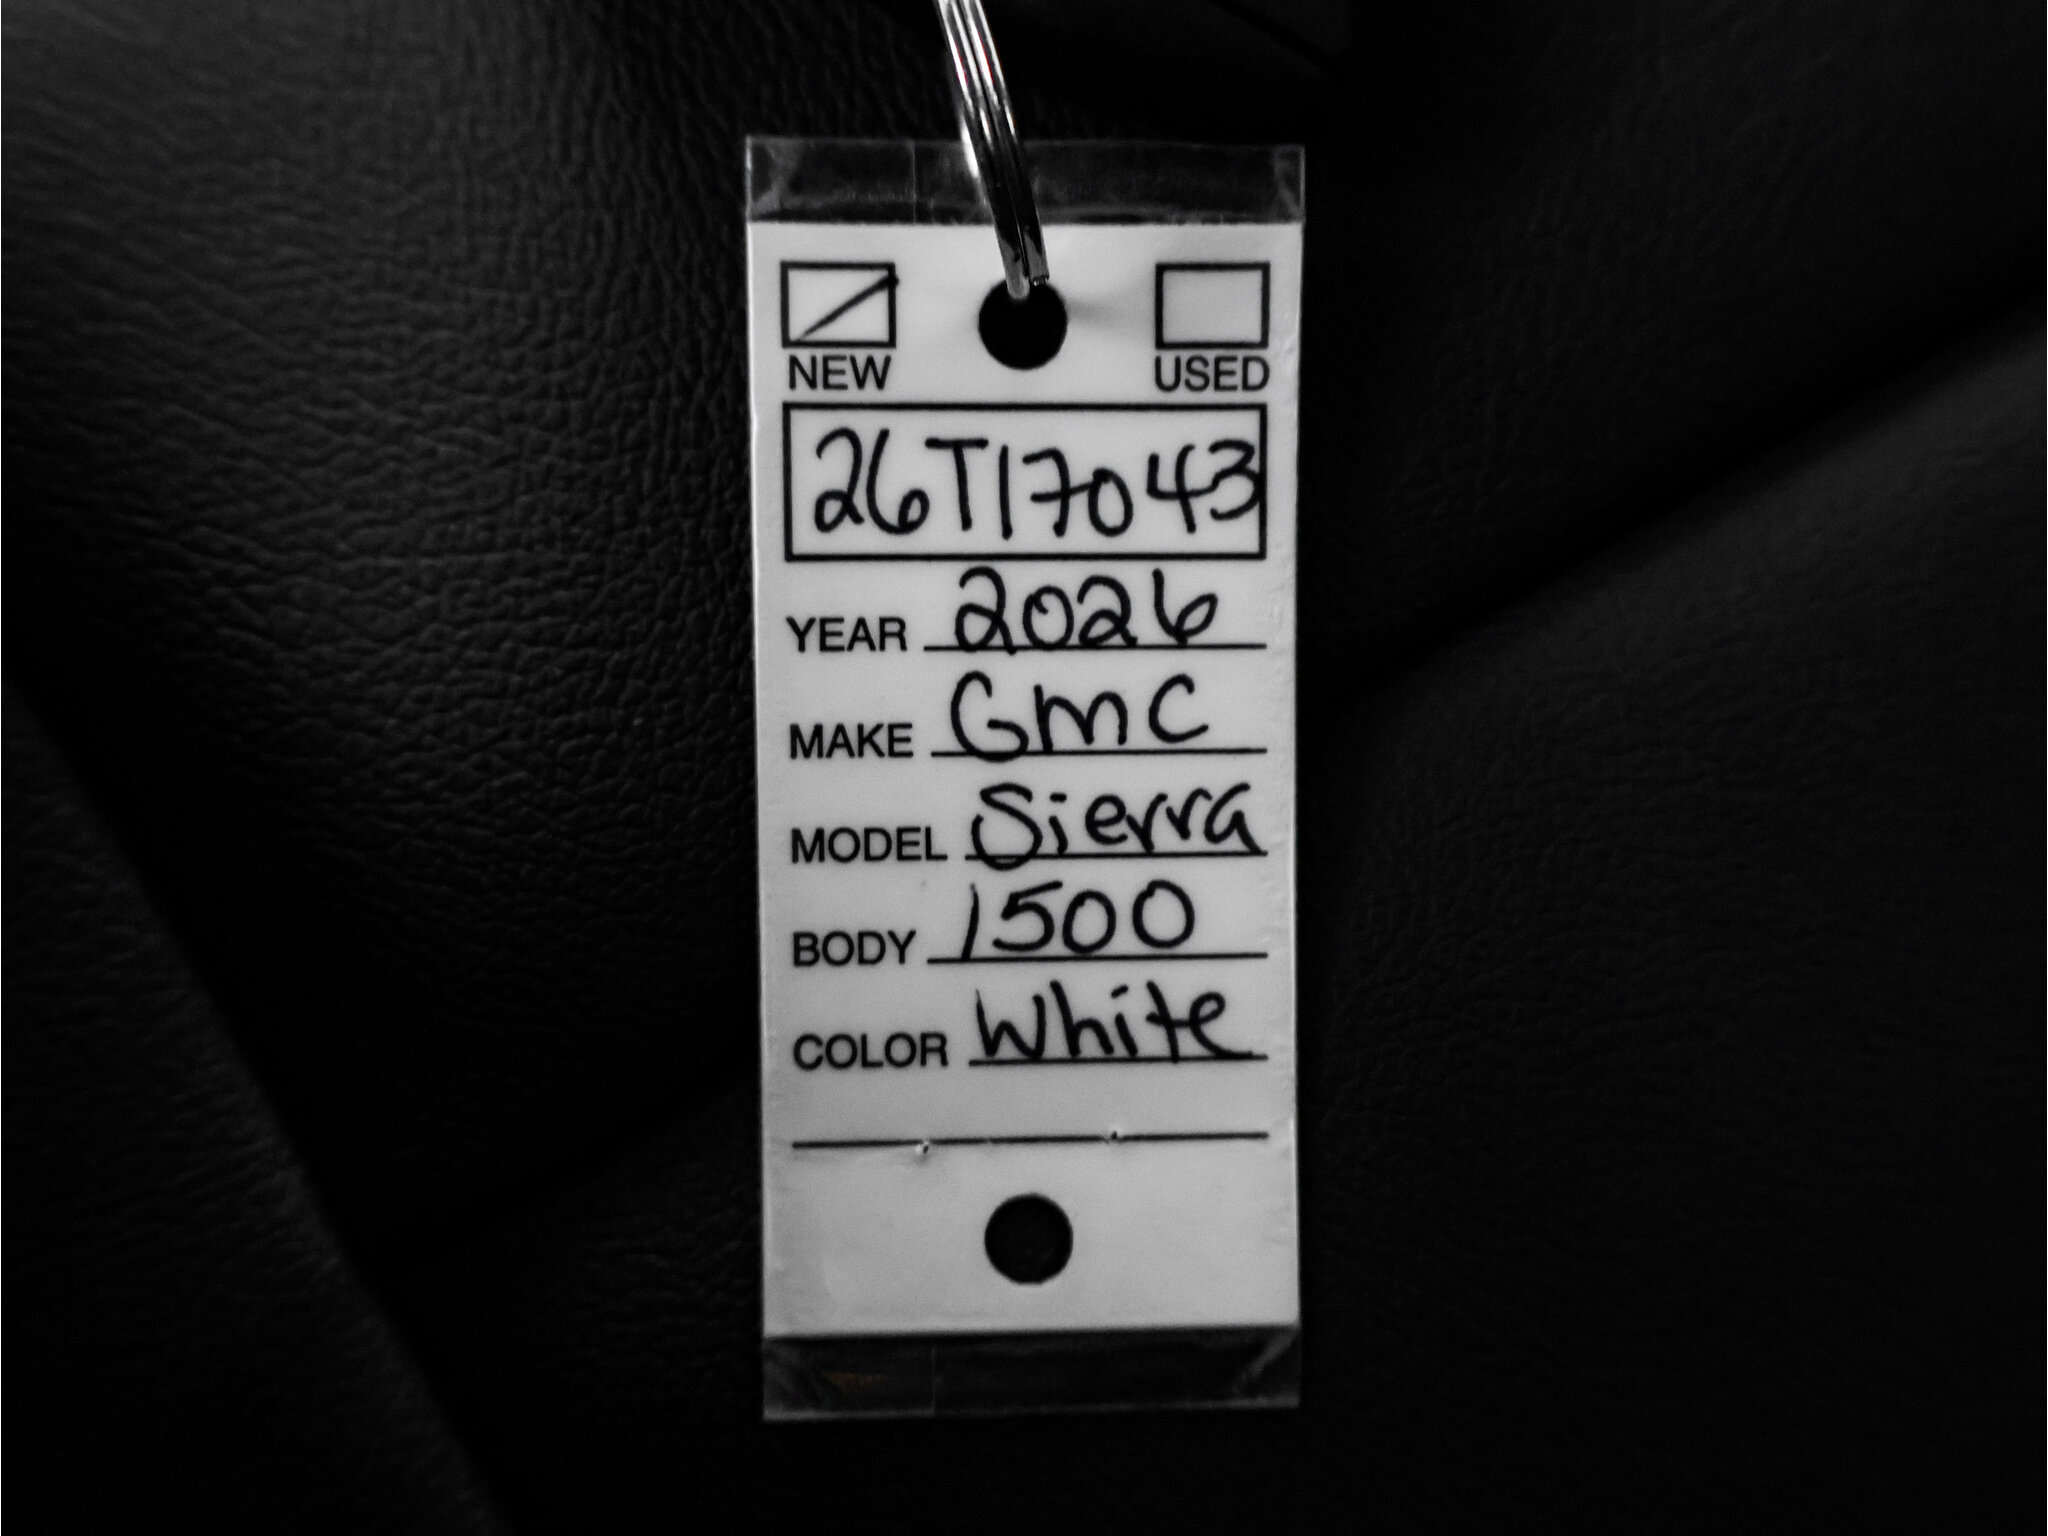 NEW USED
26T17043
YEAR 2026
MAKE GMC
MODEL Sierra
BODY 1500
COLOR White